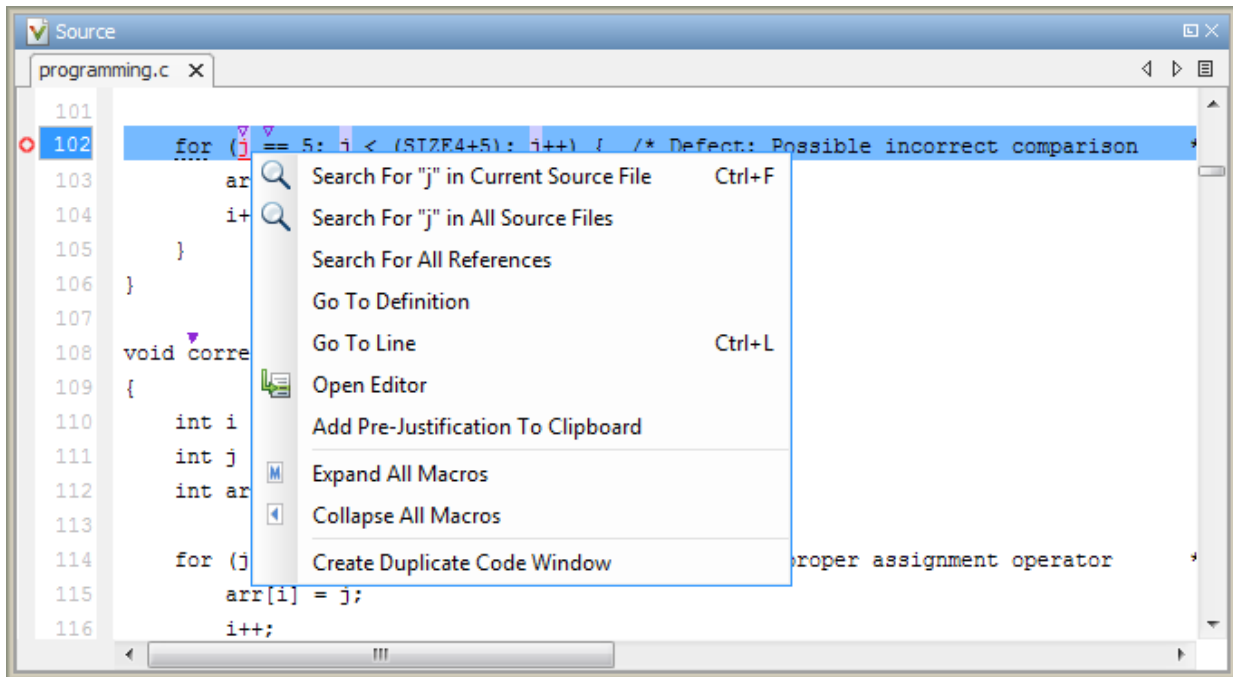 Source
programming.c
101
102 for (j == 5; j < (SIZE4+5); j++) { /* Defect: Possible incorrect comparison *
103 ar
104 i+
105 }
106 }
107
108 void corre
109 {
110 int i
111 int j
112 int ar
113
114 for (j proper assignment operator *
115 arr[i] = j;
116 i++;
Search For "j" in Current Source File Ctrl+F
Search For "j" in All Source Files
Search For All References
Go To Definition
Go To Line Ctrl+L
Open Editor
Add Pre-Justification To Clipboard
M Expand All Macros
Collapse All Macros
Create Duplicate Code Window